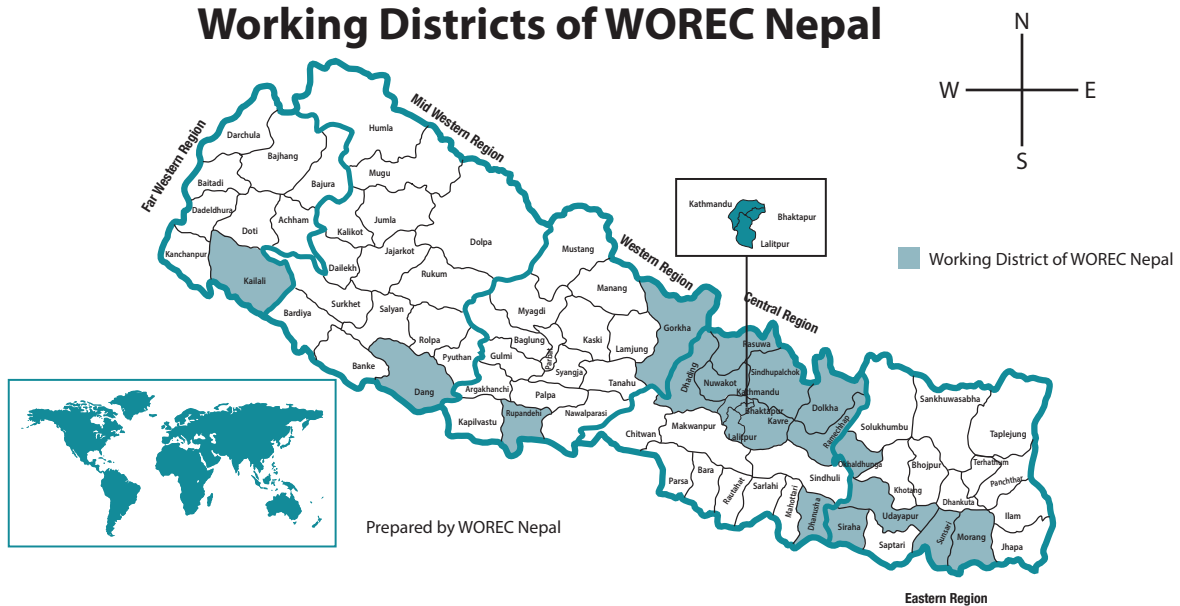 Working Districts of WOREC Nepal
N
W
E
S
Far Western Region
Mid Western Region
Western Region
Central Region
Eastern Region
Kathmandu
Bhaktapur
Lalitpur
Working District of WOREC Nepal
Darchula
Bajhang
Baitadi
Bajura
Dadeldhura
Doti
Achham
Kanchanpur
Kailali
Humla
Mugu
Jumla
Kalikot
Dolpa
Jajarkot
Dailekh
Rukum
Surkhet
Salyan
Bardiya
Rolpa
Pyuthan
Banke
Dang
Mustang
Manang
Myagdi
Gorkha
Baglung
Parbat
Kaski
Lamjung
Gulmi
Syangja
Tanahu
Argakhanchi
Palpa
Kapilvastu
Rupandehi
Nawalparasi
Rasuwa
Dhading
Nuwakot
Sindhupalchok
Kathmandu
Bhaktapur
Kavre
Lalitpur
Dolkha
Ramechhap
Chitwan
Makwanpur
Sindhuli
Parsa
Bara
Rautahat
Sarlahi
Mahottari
Dhanusha
Solukhumbu
Sankhuwasabha
Taplejung
Okhaldhunga
Khotang
Bhojpur
Terhathum
Panchthar
Dhankuta
Ilam
Udayapur
Siraha
Saptari
Sunsari
Morang
Jhapa
Prepared by WOREC Nepal